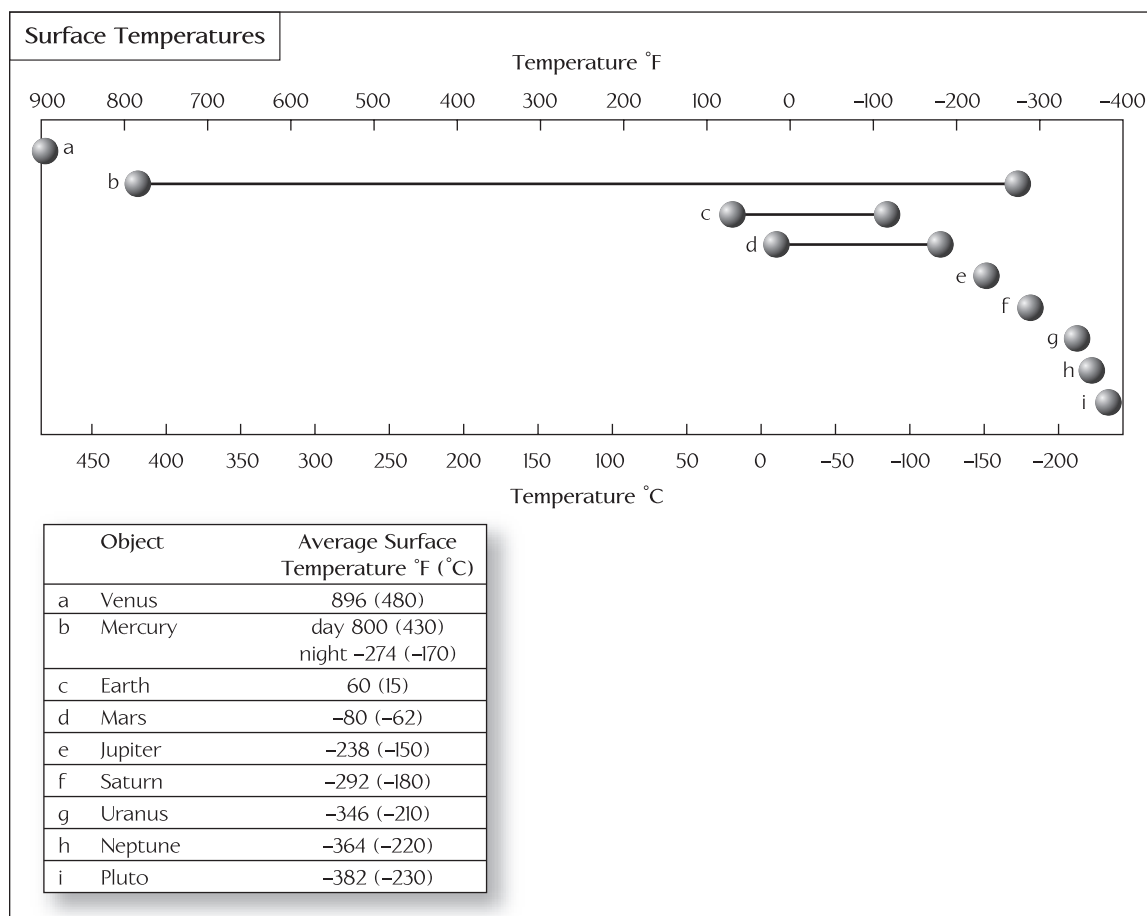 Surface Temperatures
Temperature °F
900 800 700 600 500 400 300 200 100 0 –100 –200 –300 –400
a
b
c
d
e
f
g
h
i
450 400 350 300 250 200 150 100 50 0 –50 –100 –150 –200
Temperature °C
Object Average Surface
Temperature °F (°C)
a Venus 896 (480)
b Mercury day 800 (430)
night –274 (–170)
c Earth 60 (15)
d Mars –80 (–62)
e Jupiter –238 (–150)
f Saturn –292 (–180)
g Uranus –346 (–210)
h Neptune –364 (–220)
i Pluto –382 (–230)